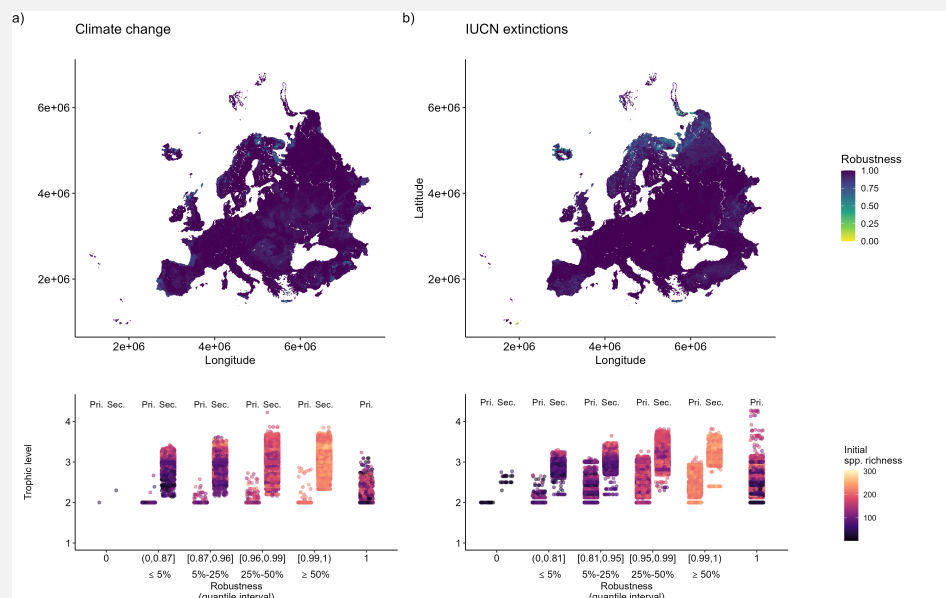 a)
Climate change
6e+06
4e+06
2e+06
2e+06 4e+06 6e+06
Longitude
b)
IUCN extinctions
Latitude
6e+06
4e+06
2e+06
2e+06 4e+06 6e+06
Longitude
Robustness
1.00
0.75
0.50
0.25
0.00
Trophic level
4
3
2
1
Pri. Sec. Pri. Sec. Pri. Sec. Pri. Sec. Pri. Sec. Pri.
0 (0,0.87] [0.87,0.96] [0.96,0.99] [0.99,1) 1
≤ 5% 5%-25% 25%-50% ≥ 50%
Robustness
(quantile interval)
4
3
2
1
Pri. Sec. Pri. Sec. Pri. Sec. Pri. Sec. Pri. Sec. Pri.
0 (0,0.81] [0.81,0.95] [0.95,0.99] [0.99,1) 1
≤ 5% 5%-25% 25%-50% ≥ 50%
Robustness
(quantile interval)
Initial
spp. richness
300
200
100